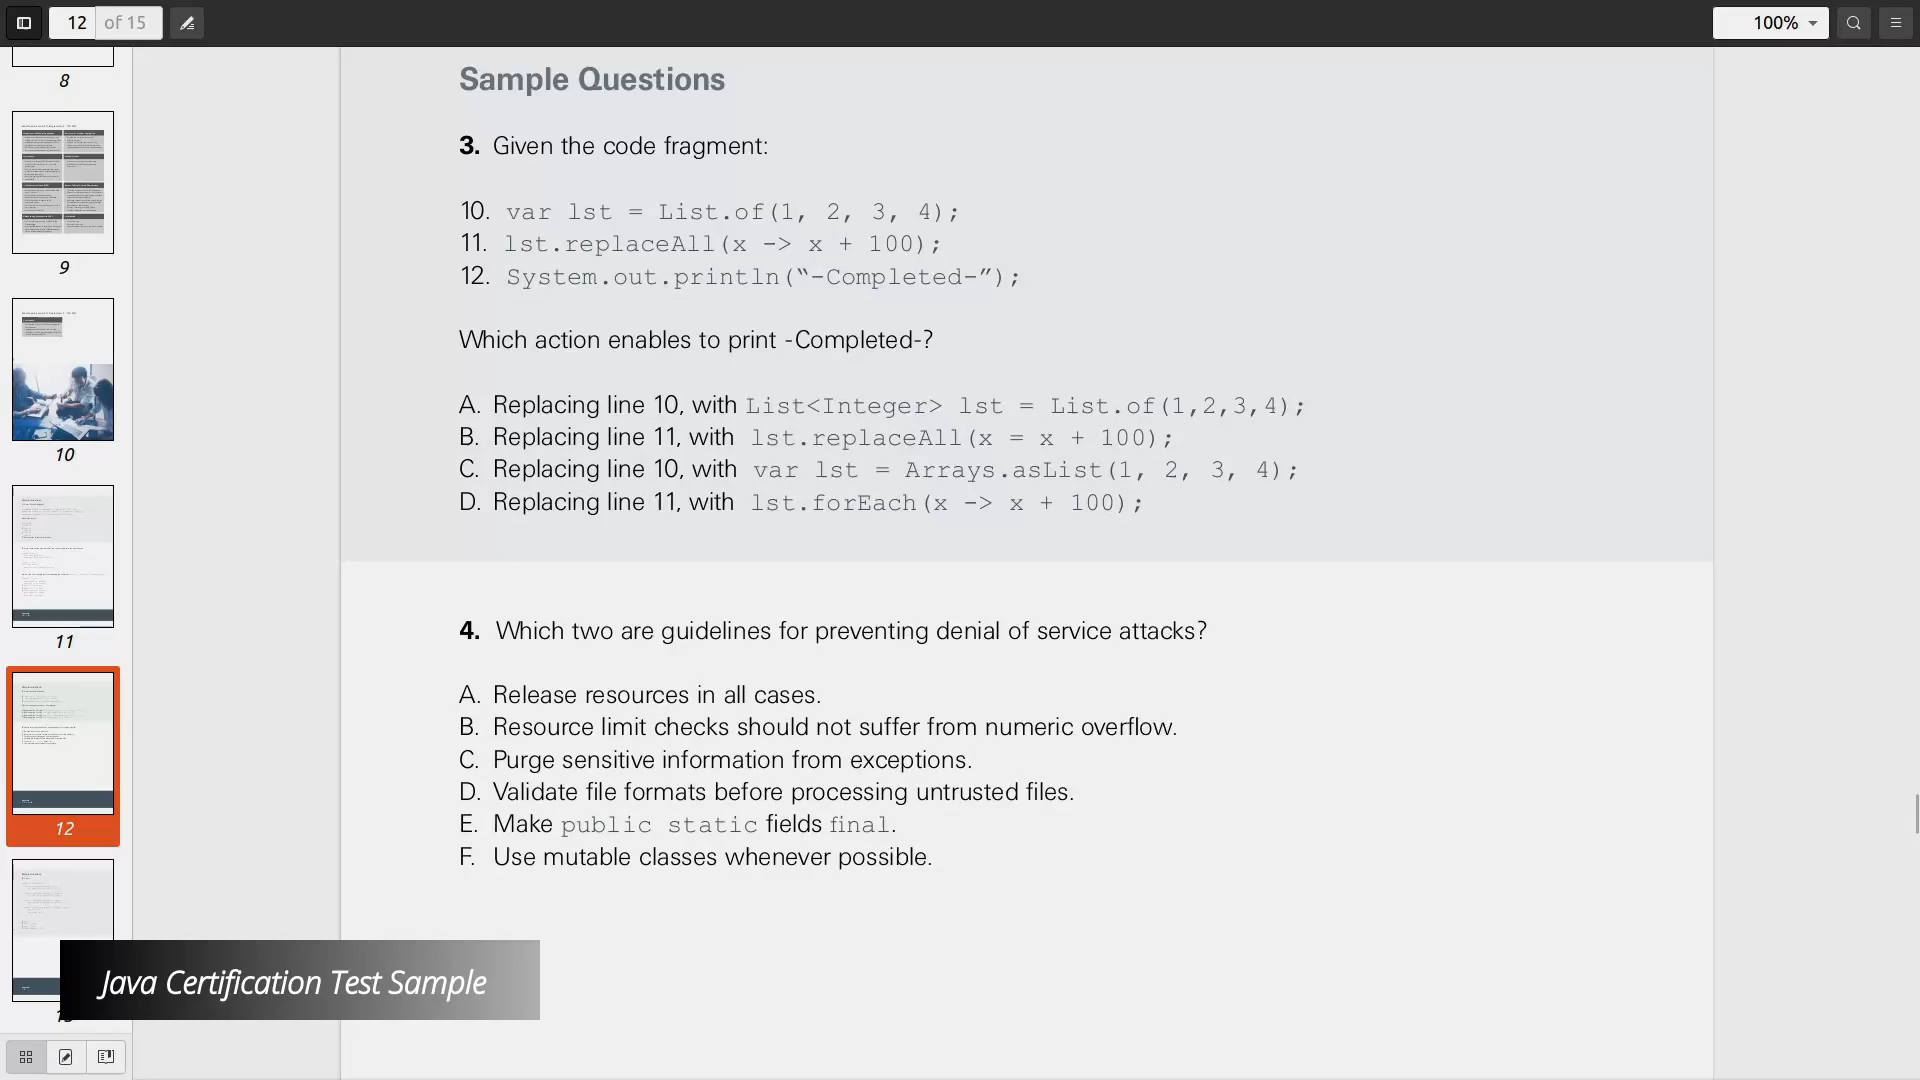 12 of 15
100%
8
9
10
11
12
Sample Questions
3. Given the code fragment:
10. var lst = List.of(1, 2, 3, 4);
11. lst.replaceAll(x -> x + 100);
12. System.out.println(“-Completed-”);
Which action enables to print -Completed-?
A. Replacing line 10, with List<Integer> lst = List.of(1,2,3,4);
B. Replacing line 11, with lst.replaceAll(x = x + 100);
C. Replacing line 10, with var lst = Arrays.asList(1, 2, 3, 4);
D. Replacing line 11, with lst.forEach(x -> x + 100);
4. Which two are guidelines for preventing denial of service attacks?
A. Release resources in all cases.
B. Resource limit checks should not suffer from numeric overflow.
C. Purge sensitive information from exceptions.
D. Validate file formats before processing untrusted files.
E. Make public static fields final.
F. Use mutable classes whenever possible.
Java Certification Test Sample